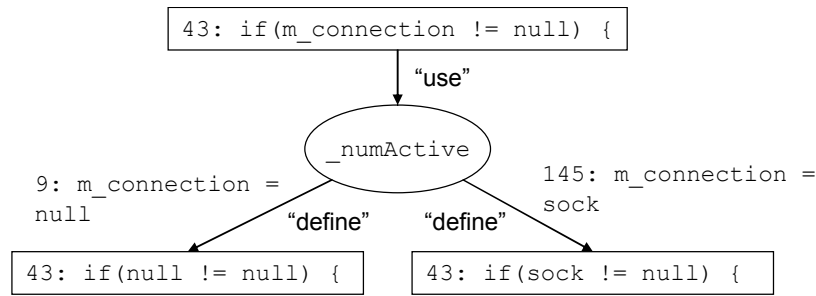 43: if(m_connection != null) {
“use”
_numActive
9: m_connection =
null
145: m_connection =
sock
“define”
“define”
43: if(null != null) {
43: if(sock != null) {